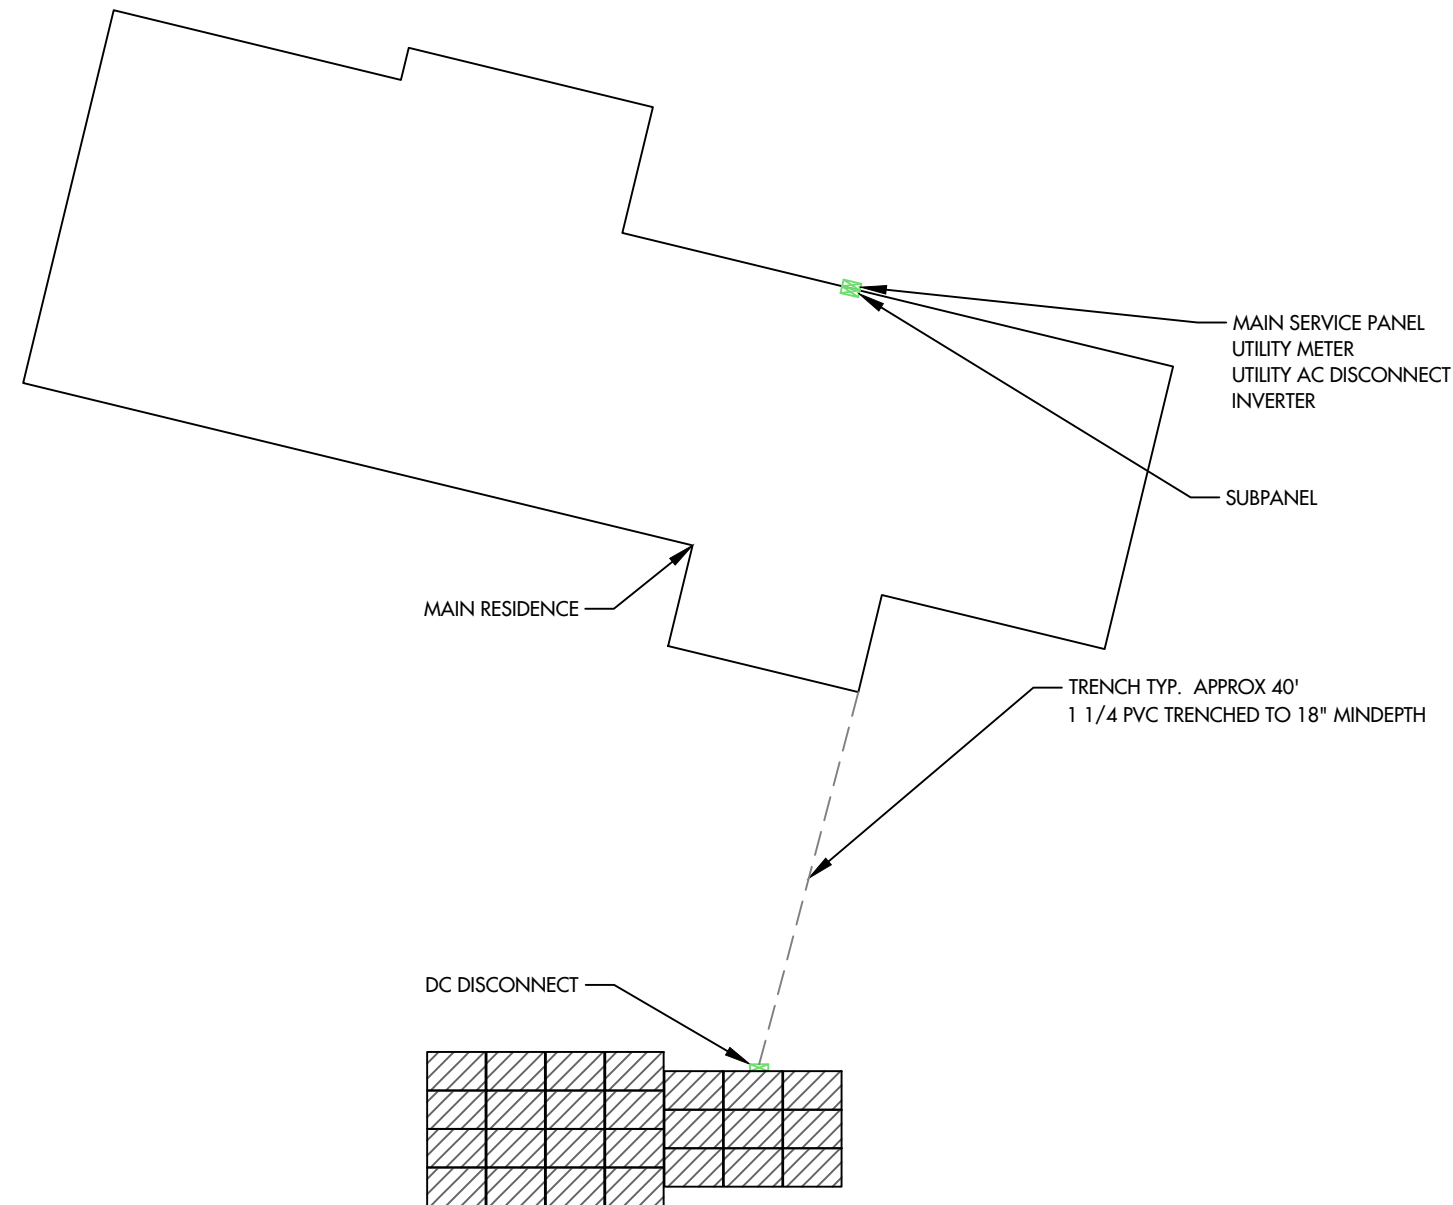 MAIN SERVICE PANEL
UTILITY METER
UTILITY AC DISCONNECT
INVERTER
SUBPANEL
MAIN RESIDENCE
TRENCH TYP. APPROX 40'
1 1/4 PVC TRENCHED TO 18" MINDEPTH
DC DISCONNECT